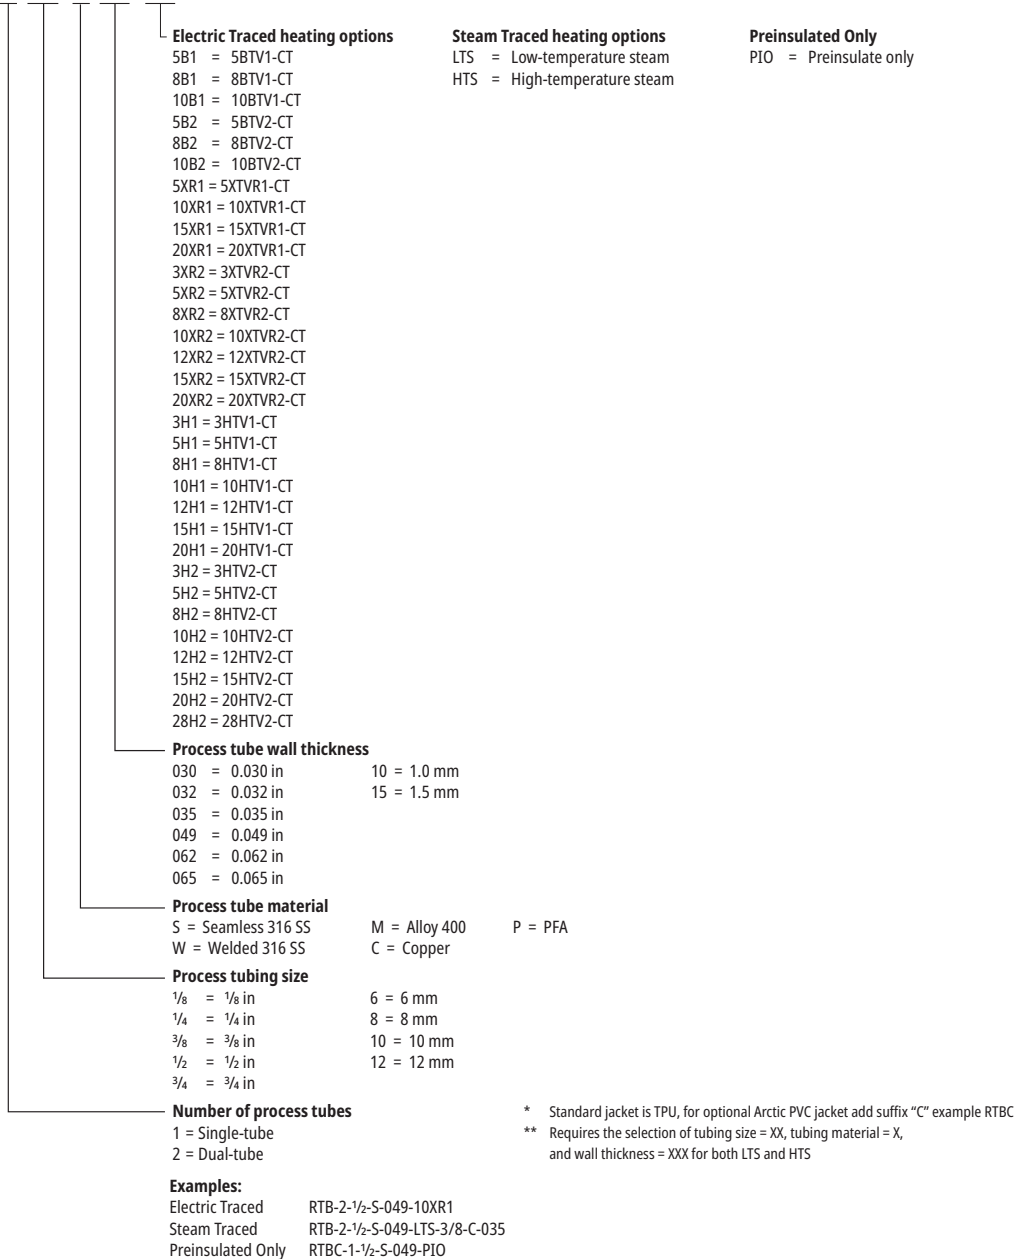 Electric Traced heating options
5B1 = 5BTV1-CT
8B1 = 8BTV1-CT
10B1 = 10BTV1-CT
5B2 = 5BTV2-CT
8B2 = 8BTV2-CT
10B2 = 10BTV2-CT
5XR1 = 5XTVR1-CT
10XR1 = 10XTVR1-CT
15XR1 = 15XTVR1-CT
20XR1 = 20XTVR1-CT
3XR2 = 3XTVR2-CT
5XR2 = 5XTVR2-CT
8XR2 = 8XTVR2-CT
10XR2 = 10XTVR2-CT
12XR2 = 12XTVR2-CT
15XR2 = 15XTVR2-CT
20XR2 = 20XTVR2-CT
3H1 = 3HTV1-CT
5H1 = 5HTV1-CT
8H1 = 8HTV1-CT
10H1 = 10HTV1-CT
12H1 = 12HTV1-CT
15H1 = 15HTV1-CT
20H1 = 20HTV1-CT
3H2 = 3HTV2-CT
5H2 = 5HTV2-CT
8H2 = 8HTV2-CT
10H2 = 10HTV2-CT
12H2 = 12HTV2-CT
15H2 = 15HTV2-CT
20H2 = 20HTV2-CT
28H2 = 28HTV2-CT
Steam Traced heating options
LTS = Low-temperature steam
HTS = High-temperature steam
Preinsulated Only
PIO = Preinsulate only
Process tube wall thickness
030 = 0.030 in
032 = 0.032 in
035 = 0.035 in
049 = 0.049 in
062 = 0.062 in
065 = 0.065 in
10 = 1.0 mm
15 = 1.5 mm
Process tube material
S = Seamless 316 SS
W = Welded 316 SS
M = Alloy 400
C = Copper
P = PFA
Process tubing size
1/8 = 1/8 in
1/4 = 1/4 in
3/8 = 3/8 in
1/2 = 1/2 in
3/4 = 3/4 in
6 = 6 mm
8 = 8 mm
10 = 10 mm
12 = 12 mm
Number of process tubes
1 = Single-tube
2 = Dual-tube
* Standard jacket is TPU, for optional Arctic PVC jacket add suffix “C” example RTBC
** Requires the selection of tubing size = XX, tubing material = X,
and wall thickness = XXX for both LTS and HTS
Examples:
Electric Traced RTB-2-1/2-S-049-10XR1
Steam Traced RTB-2-1/2-S-049-LTS-3/8-C-035
Preinsulated Only RTBC-1-1/2-S-049-PIO